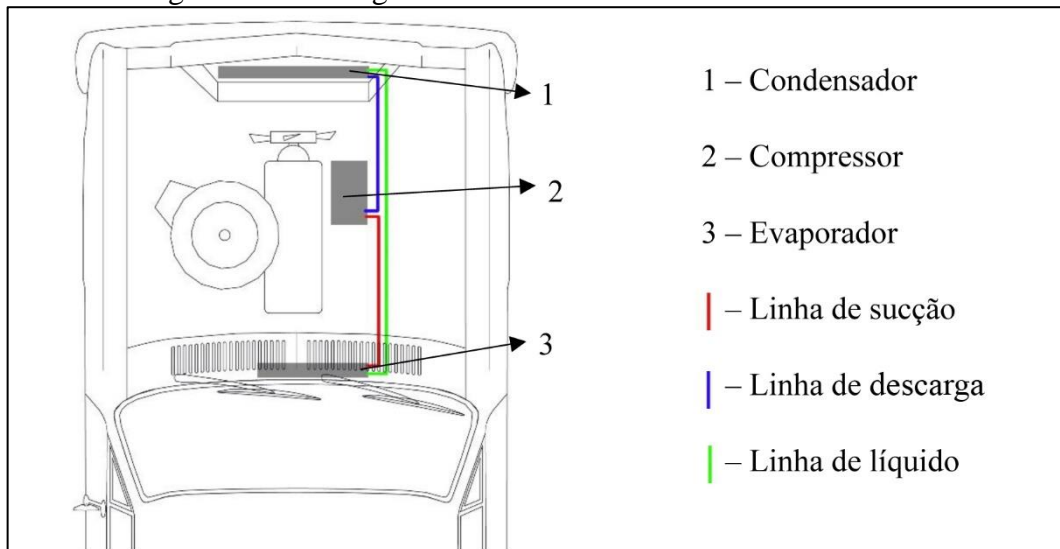 1 – Condensador
1
2 – Compressor
2
3 – Evaporador
3
– Linha de sucção
– Linha de descarga
– Linha de líquido